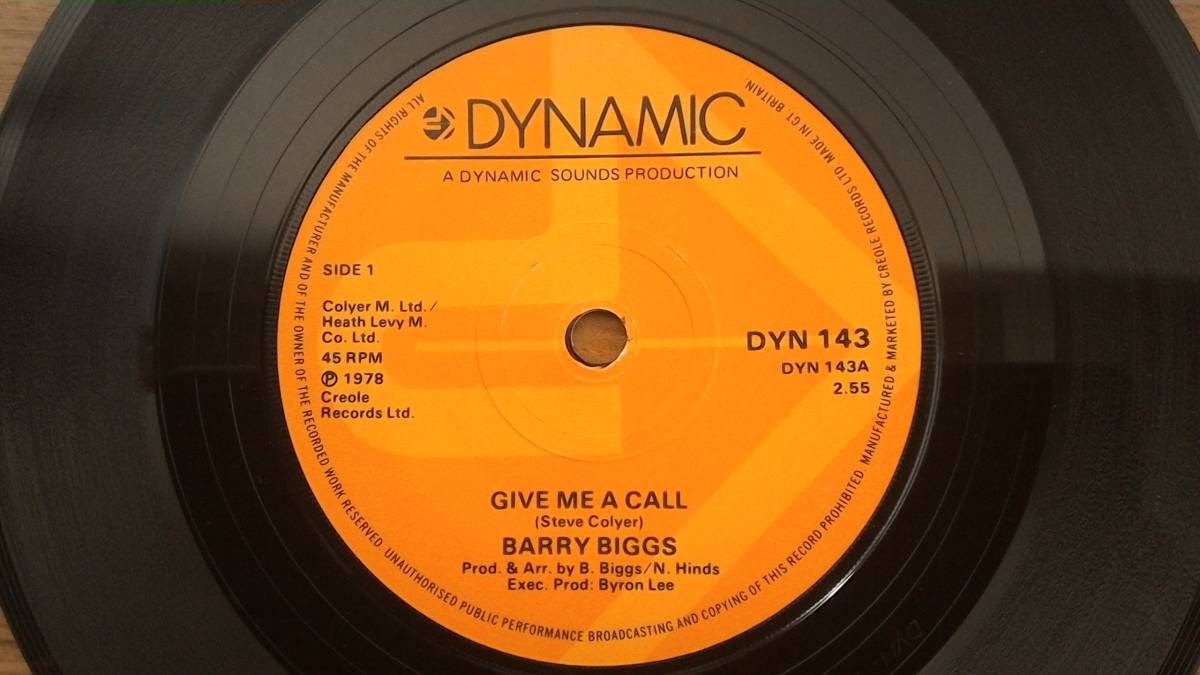 DYNAMIC
A DYNAMIC SOUNDS PRODUCTION
SIDE 1
Colyer M. Ltd./
Heath Levy M.
Co. Ltd.
45 RPM
Ⓟ 1978
Creole
Records Ltd.
DYN 143
DYN 143A
2.55
GIVE ME A CALL
(Steve Colyer)
BARRY BIGGS
Prod. & Arr. by B. Biggs/N. Hinds
Exec. Prod: Byron Lee
ALL RIGHTS OF THE MANUFACTURER AND OF THE OWNER OF THE RECORDED WORK RESERVED. UNAUTHORISED PUBLIC PERFORMANCE BROADCASTING AND COPYING OF THIS RECORD PROHIBITED. MANUFACTURED & MARKETED BY CREOLE RECORDS LTD MADE IN GT. BRITAIN.